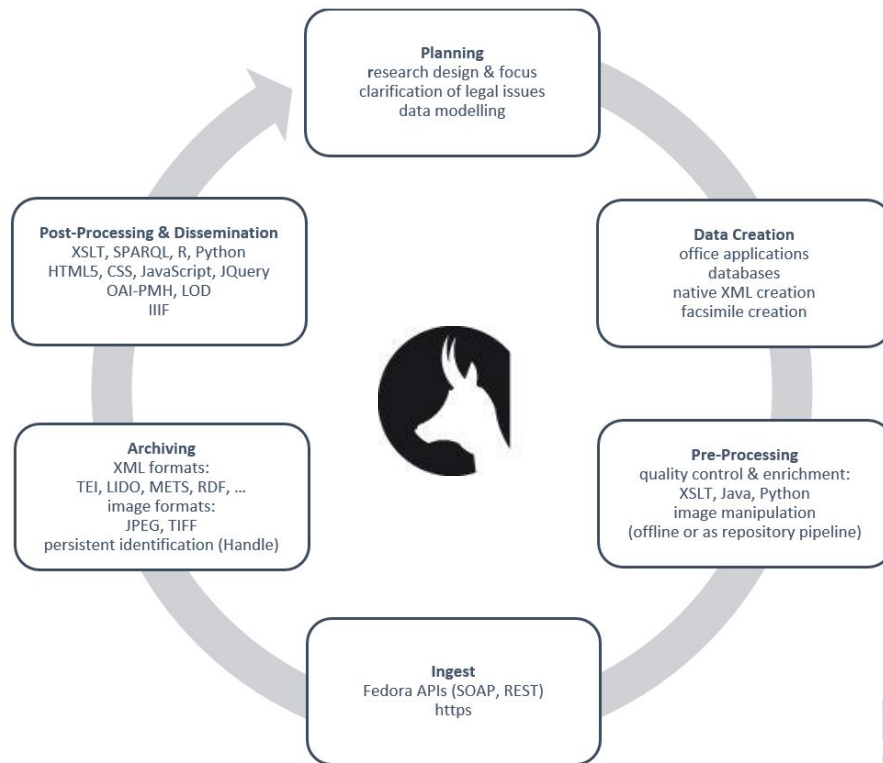 Planning
research design & focus
clarification of legal issues
data modelling
Data Creation
office applications
databases
native XML creation
facsimile creation
Pre-Processing
quality control & enrichment:
XSLT, Java, Python
image manipulation
(offline or as repository pipeline)
Ingest
Fedora APIs (SOAP, REST)
https
Archiving
XML formats:
TEI, LIDO, METS, RDF, ...
image formats:
JPEG, TIFF
persistent identification (Handle)
Post-Processing & Dissemination
XSLT, SPARQL, R, Python
HTML5, CSS, JavaScript, JQuery
OAI-PMH, LOD
IIIF